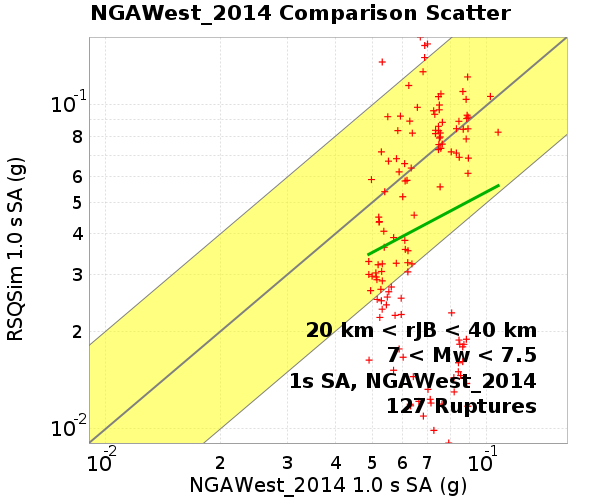 NGAWest_2014 Comparison Scatter
RSQSim 1.0 s SA (g)
10-1
8
6
5
4
3
2
10-2
20 km < rJB < 40 km
7 < Mw < 7.5
1s SA, NGAWest_2014
127 Ruptures
10-2 2 3 4 5 6 7 10-1
NGAWest_2014 1.0 s SA (g)